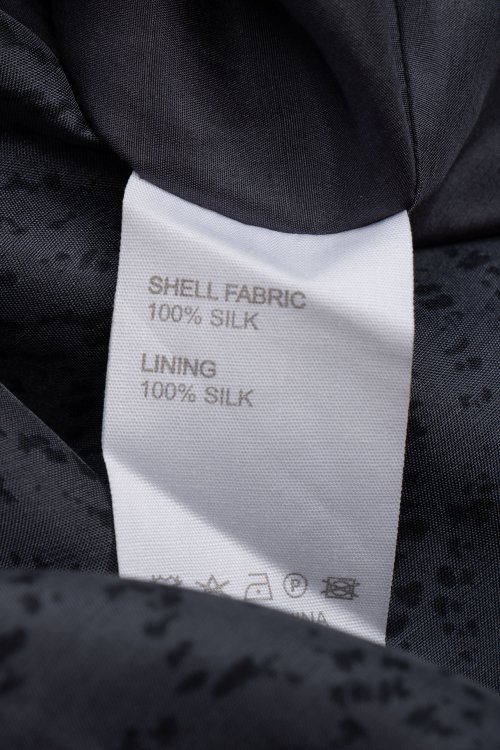 SHELL FABRIC
100% SILK
LINING
100% SILK
P